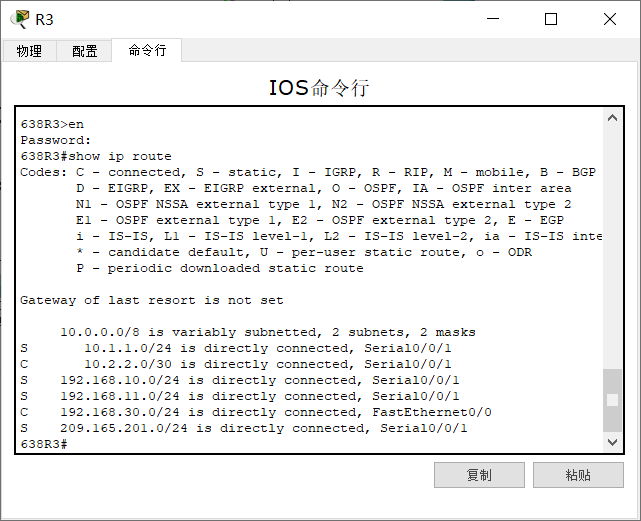 R3
物理 配置 命令行
IOS命令行
638R3>en
Password:
638R3#show ip route
Codes: C - connected, S - static, I - IGRP, R - RIP, M - mobile, B - BGP
       D - EIGRP, EX - EIGRP external, O - OSPF, IA - OSPF inter area
       N1 - OSPF NSSA external type 1, N2 - OSPF NSSA external type 2
       E1 - OSPF external type 1, E2 - OSPF external type 2, E - EGP
       i - IS-IS, L1 - IS-IS level-1, L2 - IS-IS level-2, ia - IS-IS inte
       * - candidate default, U - per-user static route, o - ODR
       P - periodic downloaded static route
Gateway of last resort is not set
     10.0.0.0/8 is variably subnetted, 2 subnets, 2 masks
S       10.1.1.0/24 is directly connected, Serial0/0/1
C       10.2.2.0/30 is directly connected, Serial0/0/1
S    192.168.10.0/24 is directly connected, Serial0/0/1
S    192.168.11.0/24 is directly connected, Serial0/0/1
C    192.168.30.0/24 is directly connected, FastEthernet0/0
S    209.165.201.0/24 is directly connected, Serial0/0/1
638R3#
复制 粘贴